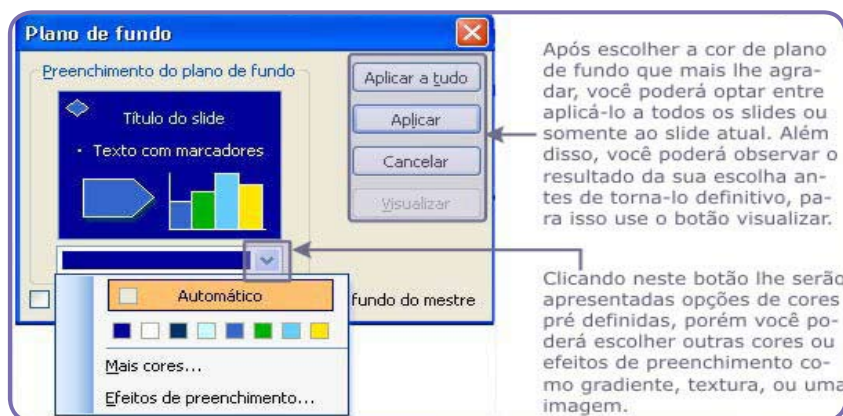 Plano de fundo
Preenchimento do plano de fundo
Título do slide
• Texto com marcadores
Aplicar a tudo
Aplicar
Cancelar
Visualizar
Automático
fundo do mestre
Mais cores...
Efeitos de preenchimento...
Após escolher a cor de plano
de fundo que mais lhe agra-
dar, você poderá optar entre
aplicá-lo a todos os slides ou
somente ao slide atual. Além
disso, você poderá observar o
resultado da sua escolha an-
tes de torna-lo definitivo, pa-
ra isso use o botão visualizar.
Clicando neste botão lhe serão
apresentadas opções de cores
pré definidas, porém você po-
derá escolher outras cores ou
efeitos de preenchimento co-
mo gradiente, textura, ou uma
imagem.